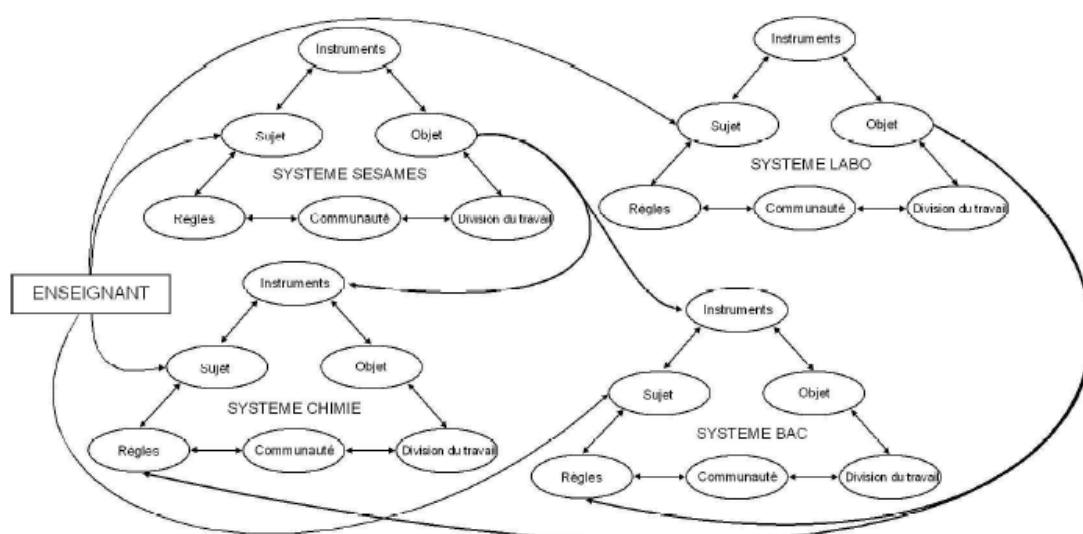 Instruments
Sujet
Objet
SYSTEME SESAMES
Règles
Communauté
Division du travail
Instruments
Sujet
Objet
SYSTEME LABO
Règles
Communauté
Division du travail
ENSEIGNANT
Instruments
Sujet
Objet
SYSTEME CHIMIE
Règles
Communauté
Division du travail
Instruments
Sujet
Objet
SYSTEME BAC
Règles
Communauté
Division du travail